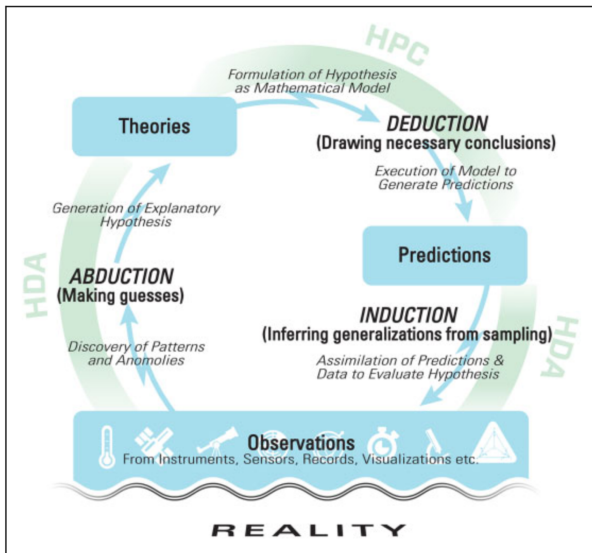 HPC
Formulation of Hypothesis
as Mathematical Model
Theories
DEDUCTION
(Drawing necessary conclusions)
Execution of Model to
Generate Predictions
Generation of Explanatory
Hypothesis
Predictions
HDA
ABDUCTION
(Making guesses)
INDUCTION
(Inferring generalizations from sampling)
HDA
Discovery of Patterns
and Anomolies
Assimilation of Predictions &
Data to Evaluate Hypothesis
Observations
From Instruments, Sensors, Records, Visualizations etc.
REALITY